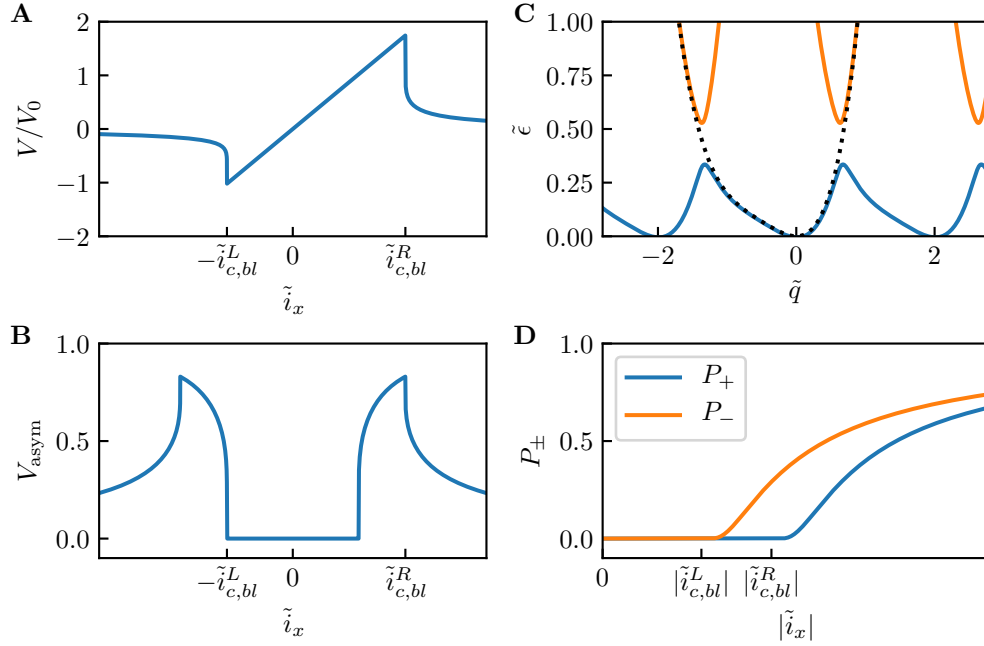 A
V/V₀
2
1
0
−1
−2
−ĩ^L_{c,bl} 0 ĩ^R_{c,bl}
ĩ_x
C
ε̃
1.00
0.75
0.50
0.25
0.00
−2 0 2
q̃
B
V_asym
1.0
0.5
0.0
−ĩ^L_{c,bl} 0 ĩ^R_{c,bl}
ĩ_x
D
P_±
1.0
0.5
0.0
P_+
P_−
0 |ĩ^L_{c,bl}| |ĩ^R_{c,bl}|
|ĩ_x|